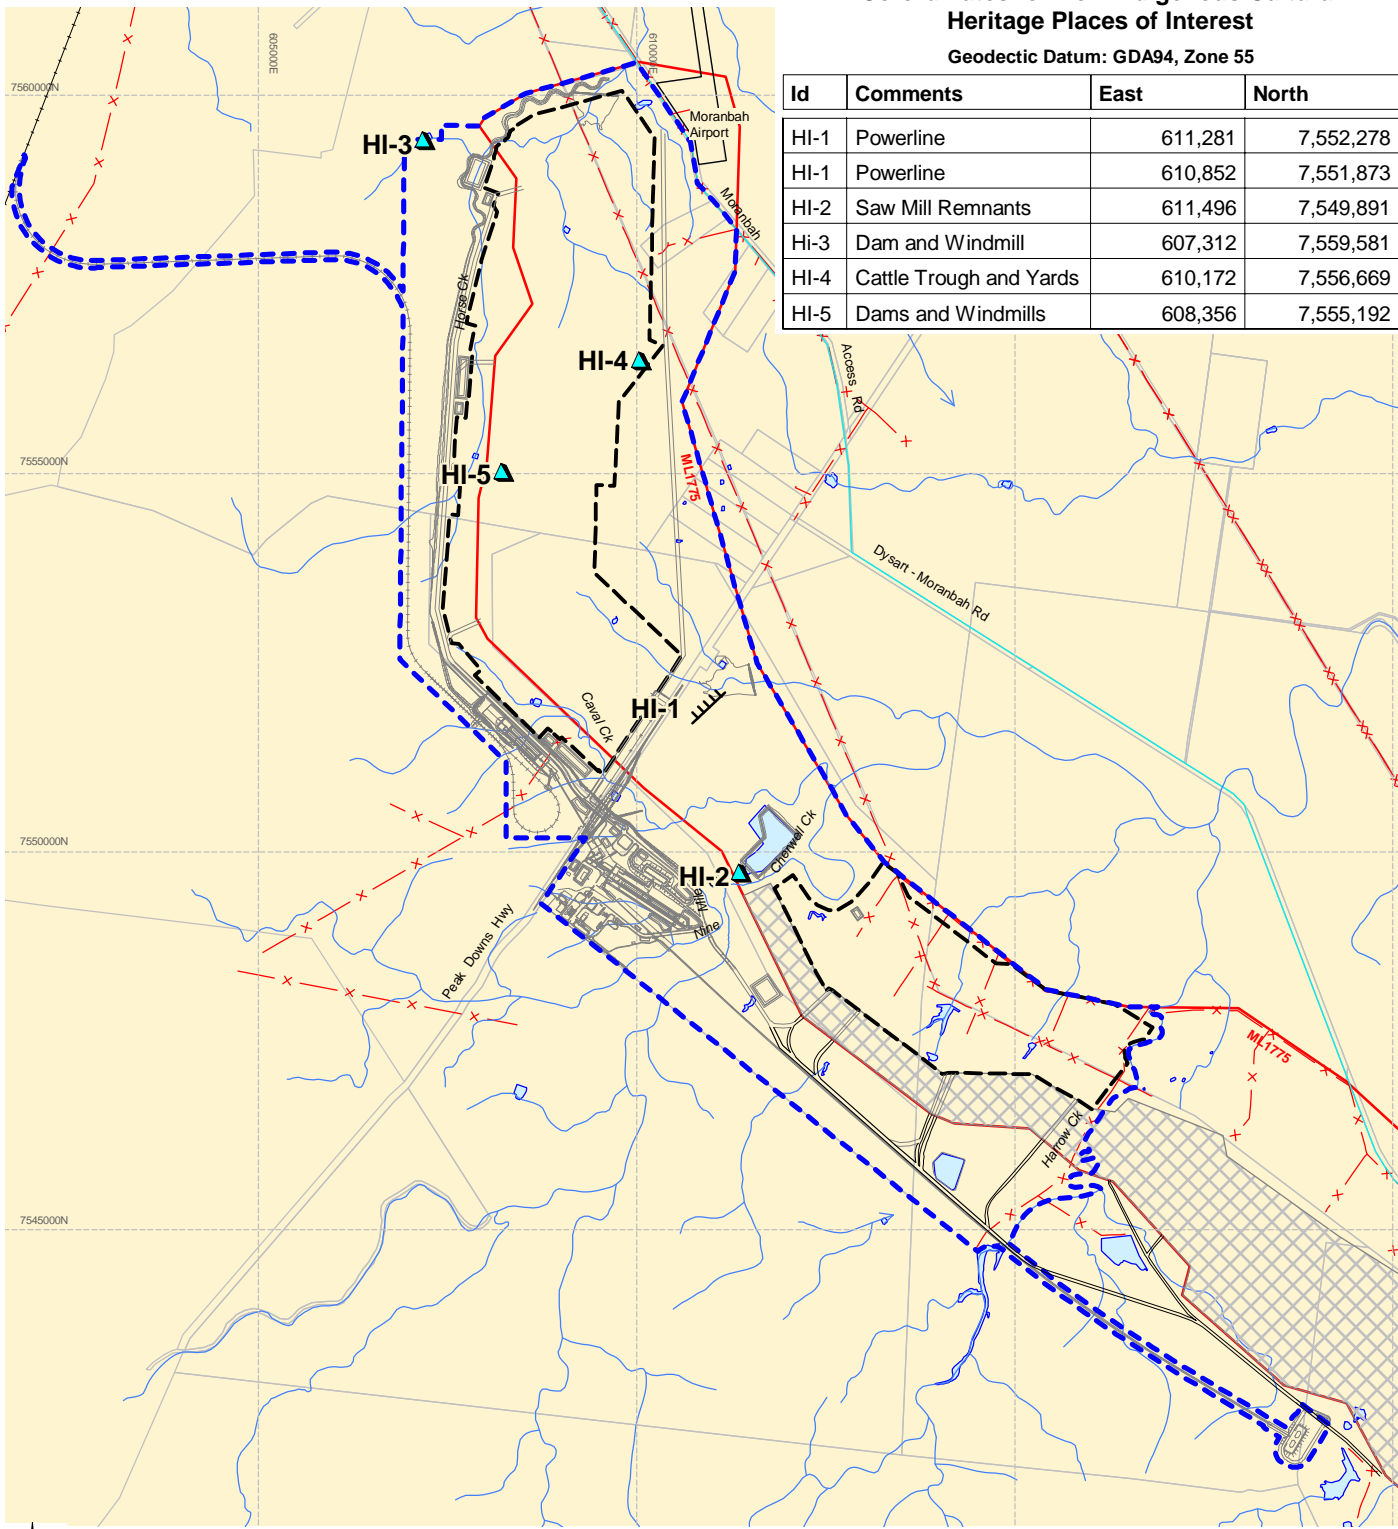 Heritage Places of Interest
Geodectic Datum: GDA94, Zone 55
Id Comments East North
HI-1 Powerline 611,281 7,552,278
HI-1 Powerline 610,852 7,551,873
HI-2 Saw Mill Remnants 611,496 7,549,891
Hi-3 Dam and Windmill 607,312 7,559,581
HI-4 Cattle Trough and Yards 610,172 7,556,669
HI-5 Dams and Windmills 608,356 7,555,192
605000E
610000E
7560000N
Moranbah
Airport
HI-3
Moranbah
Horse Ck
HI-4
Access Rd
HI-5
7555000N
ML1775
Dysart - Moranbah Rd
Caval Ck
HI-1
7550000N
Cherwell Ck
HI-2
Mile
Nine
Peak Downs Hwy
ML1775
Harrow Ck
7545000N